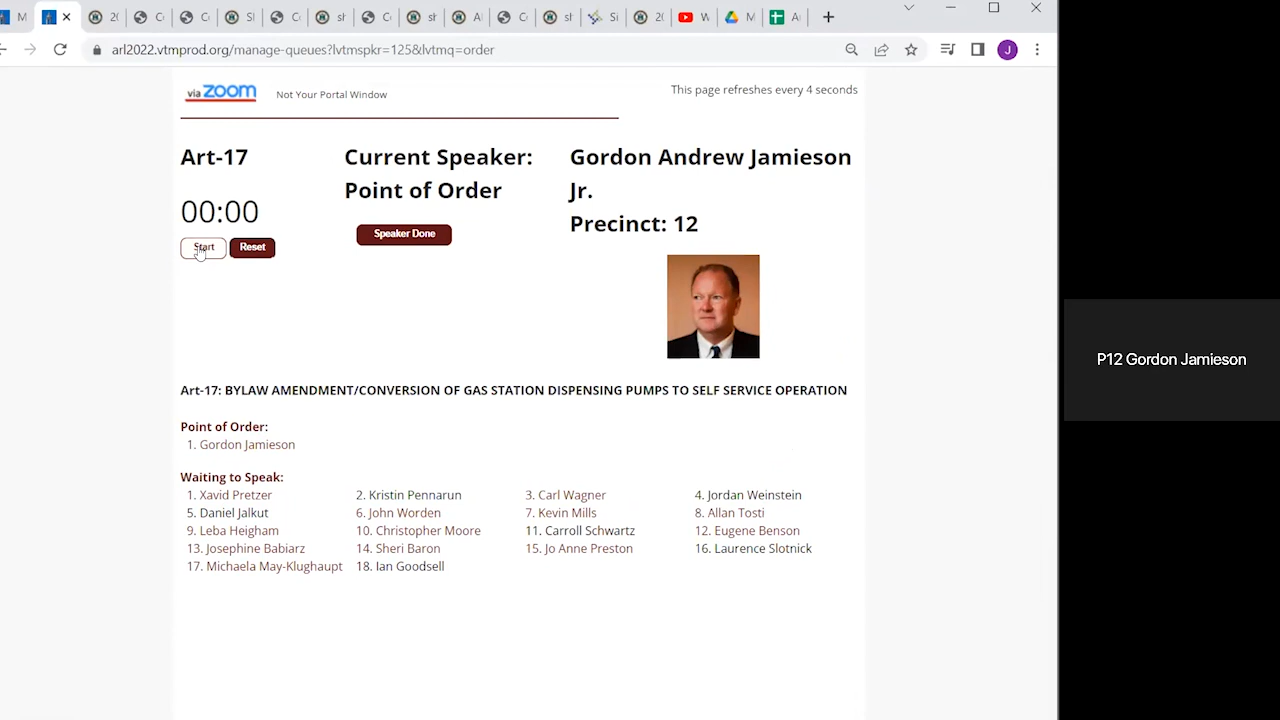 arl2022.vtmprod.org/manage-queues?lvtmspkr=125&lvtmq=order
J
via zoom
Not Your Portal Window
This page refreshes every 4 seconds
Art-17
Current Speaker:
Point of Order
Gordon Andrew Jamieson
Jr.
Precinct: 12
00:00
Start
Reset
Speaker Done
P12 Gordon Jamieson
Art-17: BYLAW AMENDMENT/CONVERSION OF GAS STATION DISPENSING PUMPS TO SELF SERVICE OPERATION
Point of Order:
1. Gordon Jamieson
Waiting to Speak:
1. Xavid Pretzer 2. Kristin Pennarun 3. Carl Wagner 4. Jordan Weinstein
5. Daniel Jalkut 6. John Worden 7. Kevin Mills 8. Allan Tosti
9. Leba Heigham 10. Christopher Moore 11. Carroll Schwartz 12. Eugene Benson
13. Josephine Babiarz 14. Sheri Baron 15. Jo Anne Preston 16. Laurence Slotnick
17. Michaela May-Klughaupt 18. Ian Goodsell